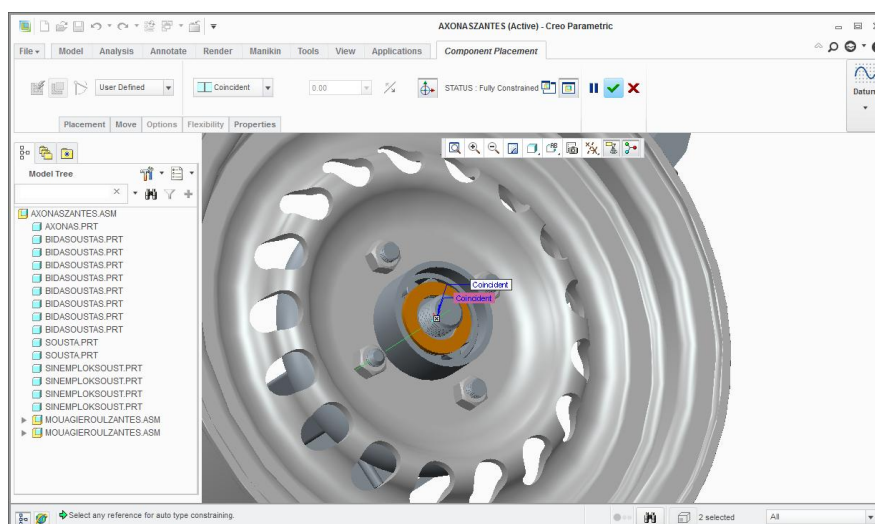 AXONASZANTES (Active) - Creo Parametric
File Model Analysis Annotate Render Manikin Tools View Applications Component Placement
User Defined Coincident 0.00 STATUS : Fully Constrained
Datum
Placement Move Options Flexibility Properties
Model Tree
AXONASZANTES.ASM
AXONAS.PRT
BIDASOUSTAS.PRT
BIDASOUSTAS.PRT
BIDASOUSTAS.PRT
BIDASOUSTAS.PRT
BIDASOUSTAS.PRT
BIDASOUSTAS.PRT
BIDASOUSTAS.PRT
BIDASOUSTAS.PRT
SOUSTA.PRT
SOUSTA.PRT
SINEMPLOKSOUST.PRT
SINEMPLOKSOUST.PRT
SINEMPLOKSOUST.PRT
SINEMPLOKSOUST.PRT
MOUAGIEROULZANTES.ASM
MOUAGIEROULZANTES.ASM
Coincident
Coincident
Select any reference for auto type constraining.
2 selected
All